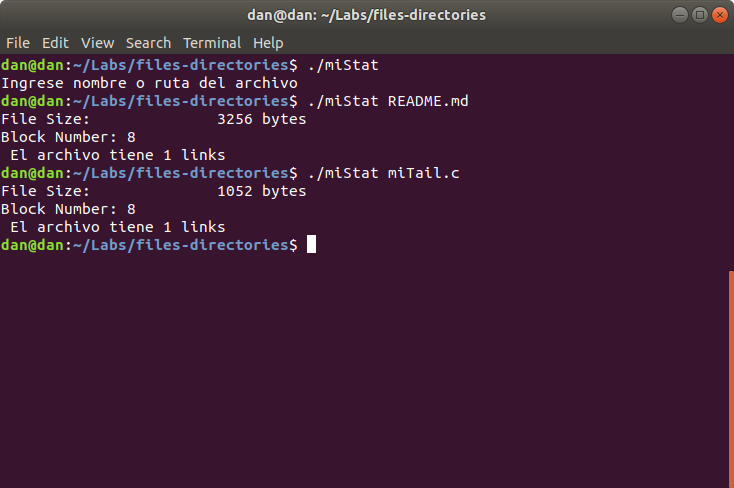 dan@dan: ~/Labs/files-directories
File Edit View Search Terminal Help
dan@dan:~/Labs/files-directories$ ./miStat
Ingrese nombre o ruta del archivo
dan@dan:~/Labs/files-directories$ ./miStat README.md
File Size:              3256 bytes
Block Number: 8
 El archivo tiene 1 links
dan@dan:~/Labs/files-directories$ ./miStat miTail.c
File Size:              1052 bytes
Block Number: 8
 El archivo tiene 1 links
dan@dan:~/Labs/files-directories$